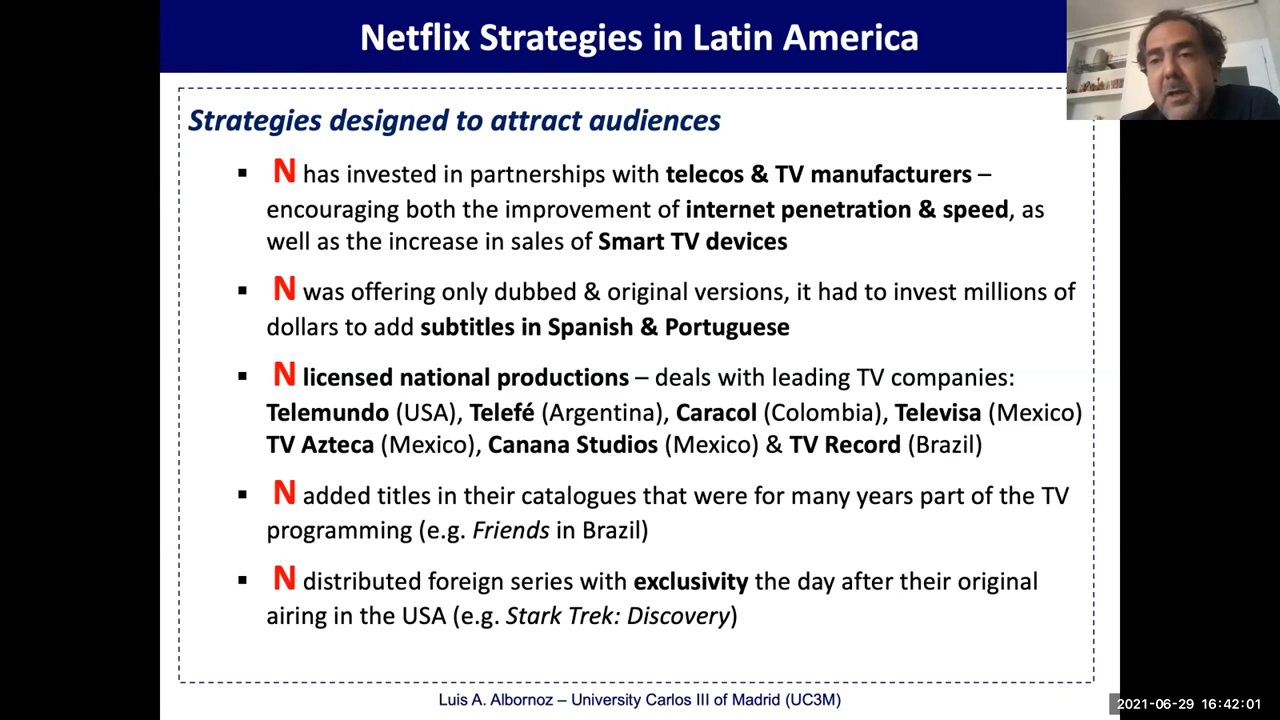 Netflix Strategies in Latin America
Strategies designed to attract audiences
▪ N has invested in partnerships with telecos & TV manufacturers –
encouraging both the improvement of internet penetration & speed, as
well as the increase in sales of Smart TV devices
▪ N was offering only dubbed & original versions, it had to invest millions of
dollars to add subtitles in Spanish & Portuguese
▪ N licensed national productions – deals with leading TV companies:
Telemundo (USA), Telefé (Argentina), Caracol (Colombia), Televisa (Mexico)
TV Azteca (Mexico), Canana Studios (Mexico) & TV Record (Brazil)
▪ N added titles in their catalogues that were for many years part of the TV
programming (e.g. Friends in Brazil)
▪ N distributed foreign series with exclusivity the day after their original
airing in the USA (e.g. Stark Trek: Discovery)
Luis A. Albornoz – University Carlos III of Madrid (UC3M)
2021-06-29 16:42:01